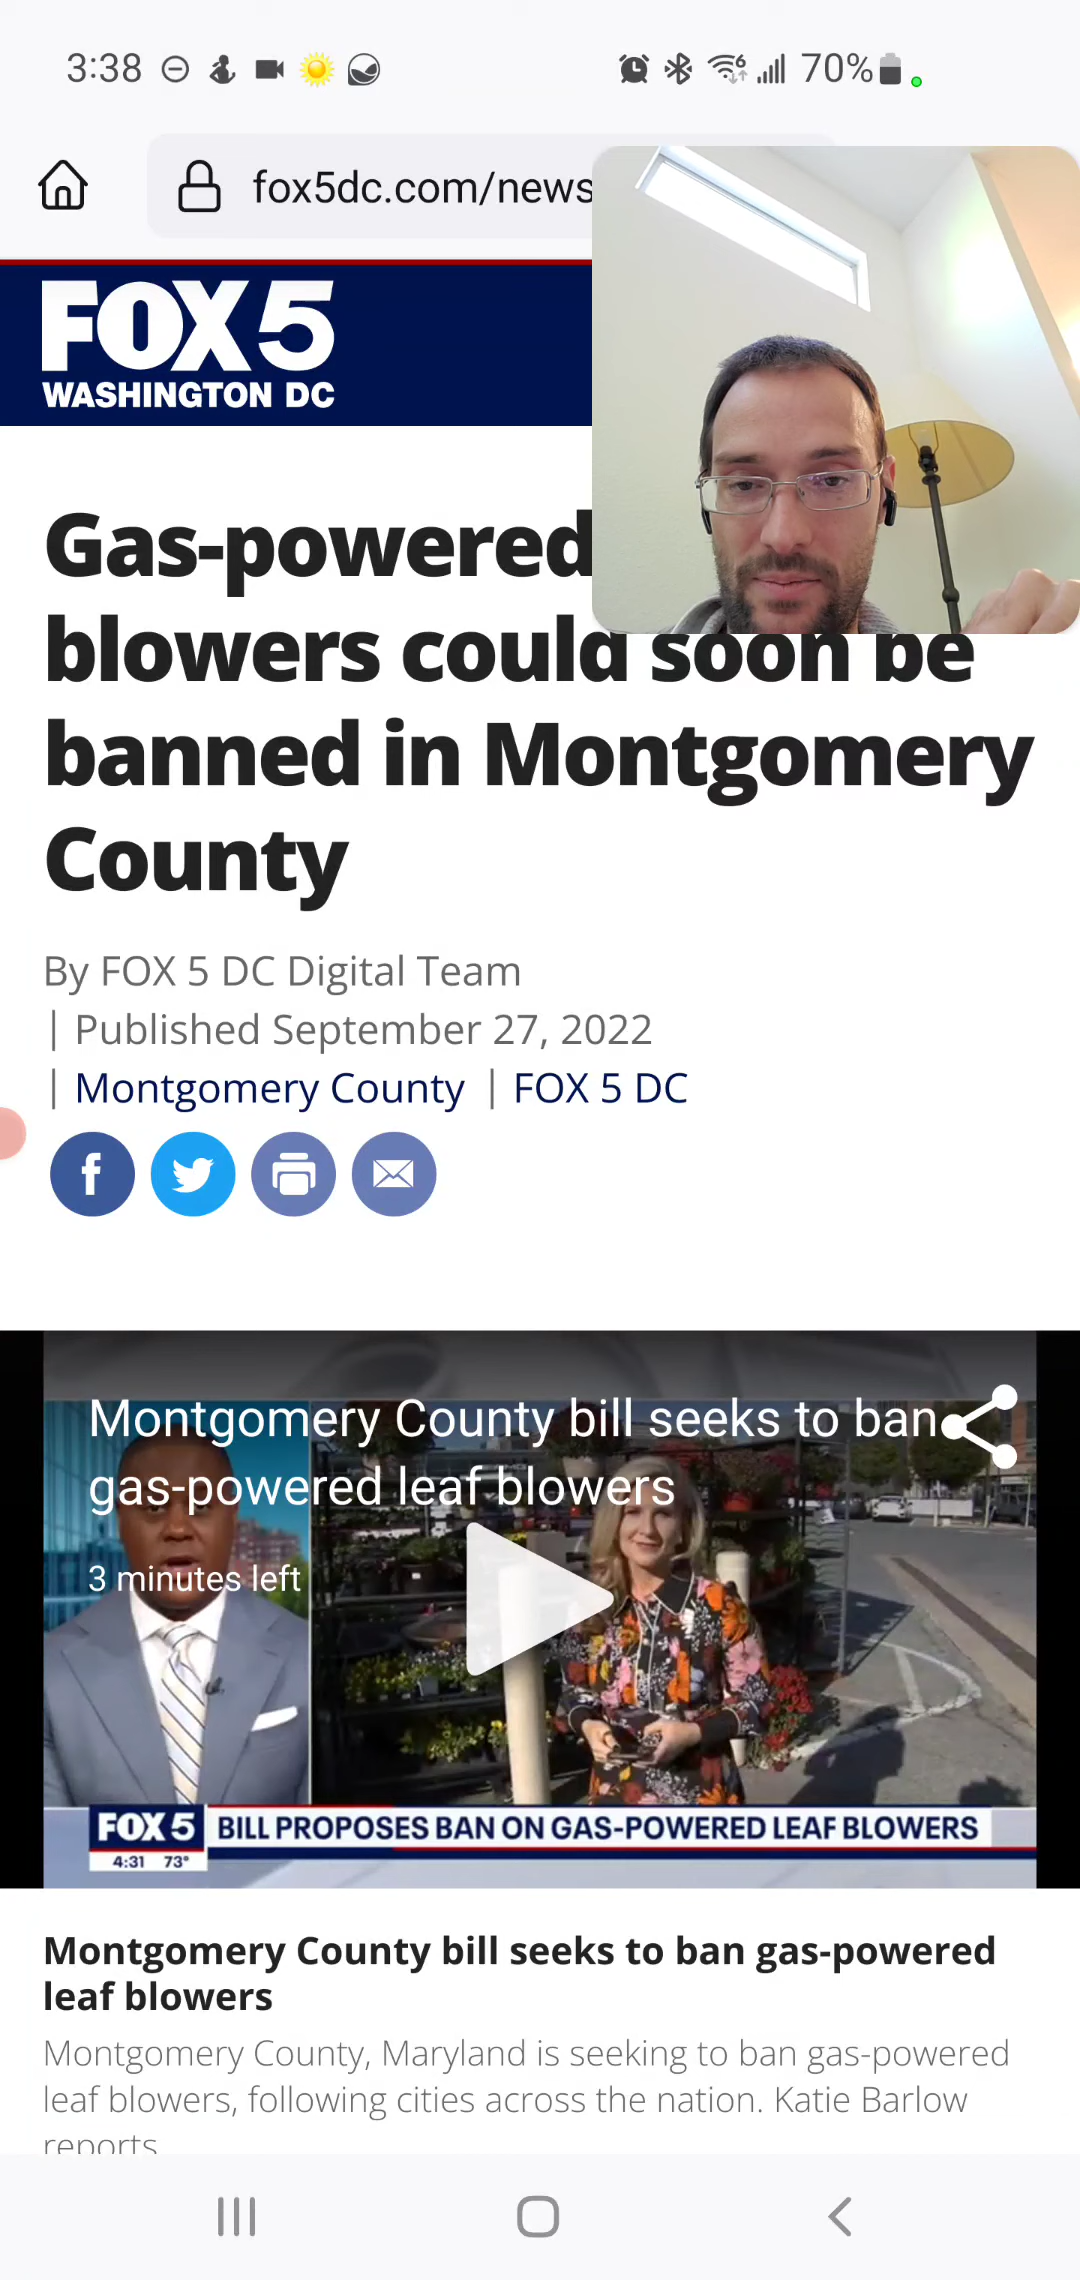 3:38
70%
fox5dc.com/news
FOX 5
WASHINGTON DC
Gas-powered
blowers could soon be
banned in Montgomery
County
By FOX 5 DC Digital Team
| Published September 27, 2022
| Montgomery County | FOX 5 DC
Montgomery County bill seeks to ban
gas-powered leaf blowers
3 minutes left
FOX 5 BILL PROPOSES BAN ON GAS-POWERED LEAF BLOWERS
4:31 73°
Montgomery County bill seeks to ban gas-powered
leaf blowers
Montgomery County, Maryland is seeking to ban gas-powered
leaf blowers, following cities across the nation. Katie Barlow
reports